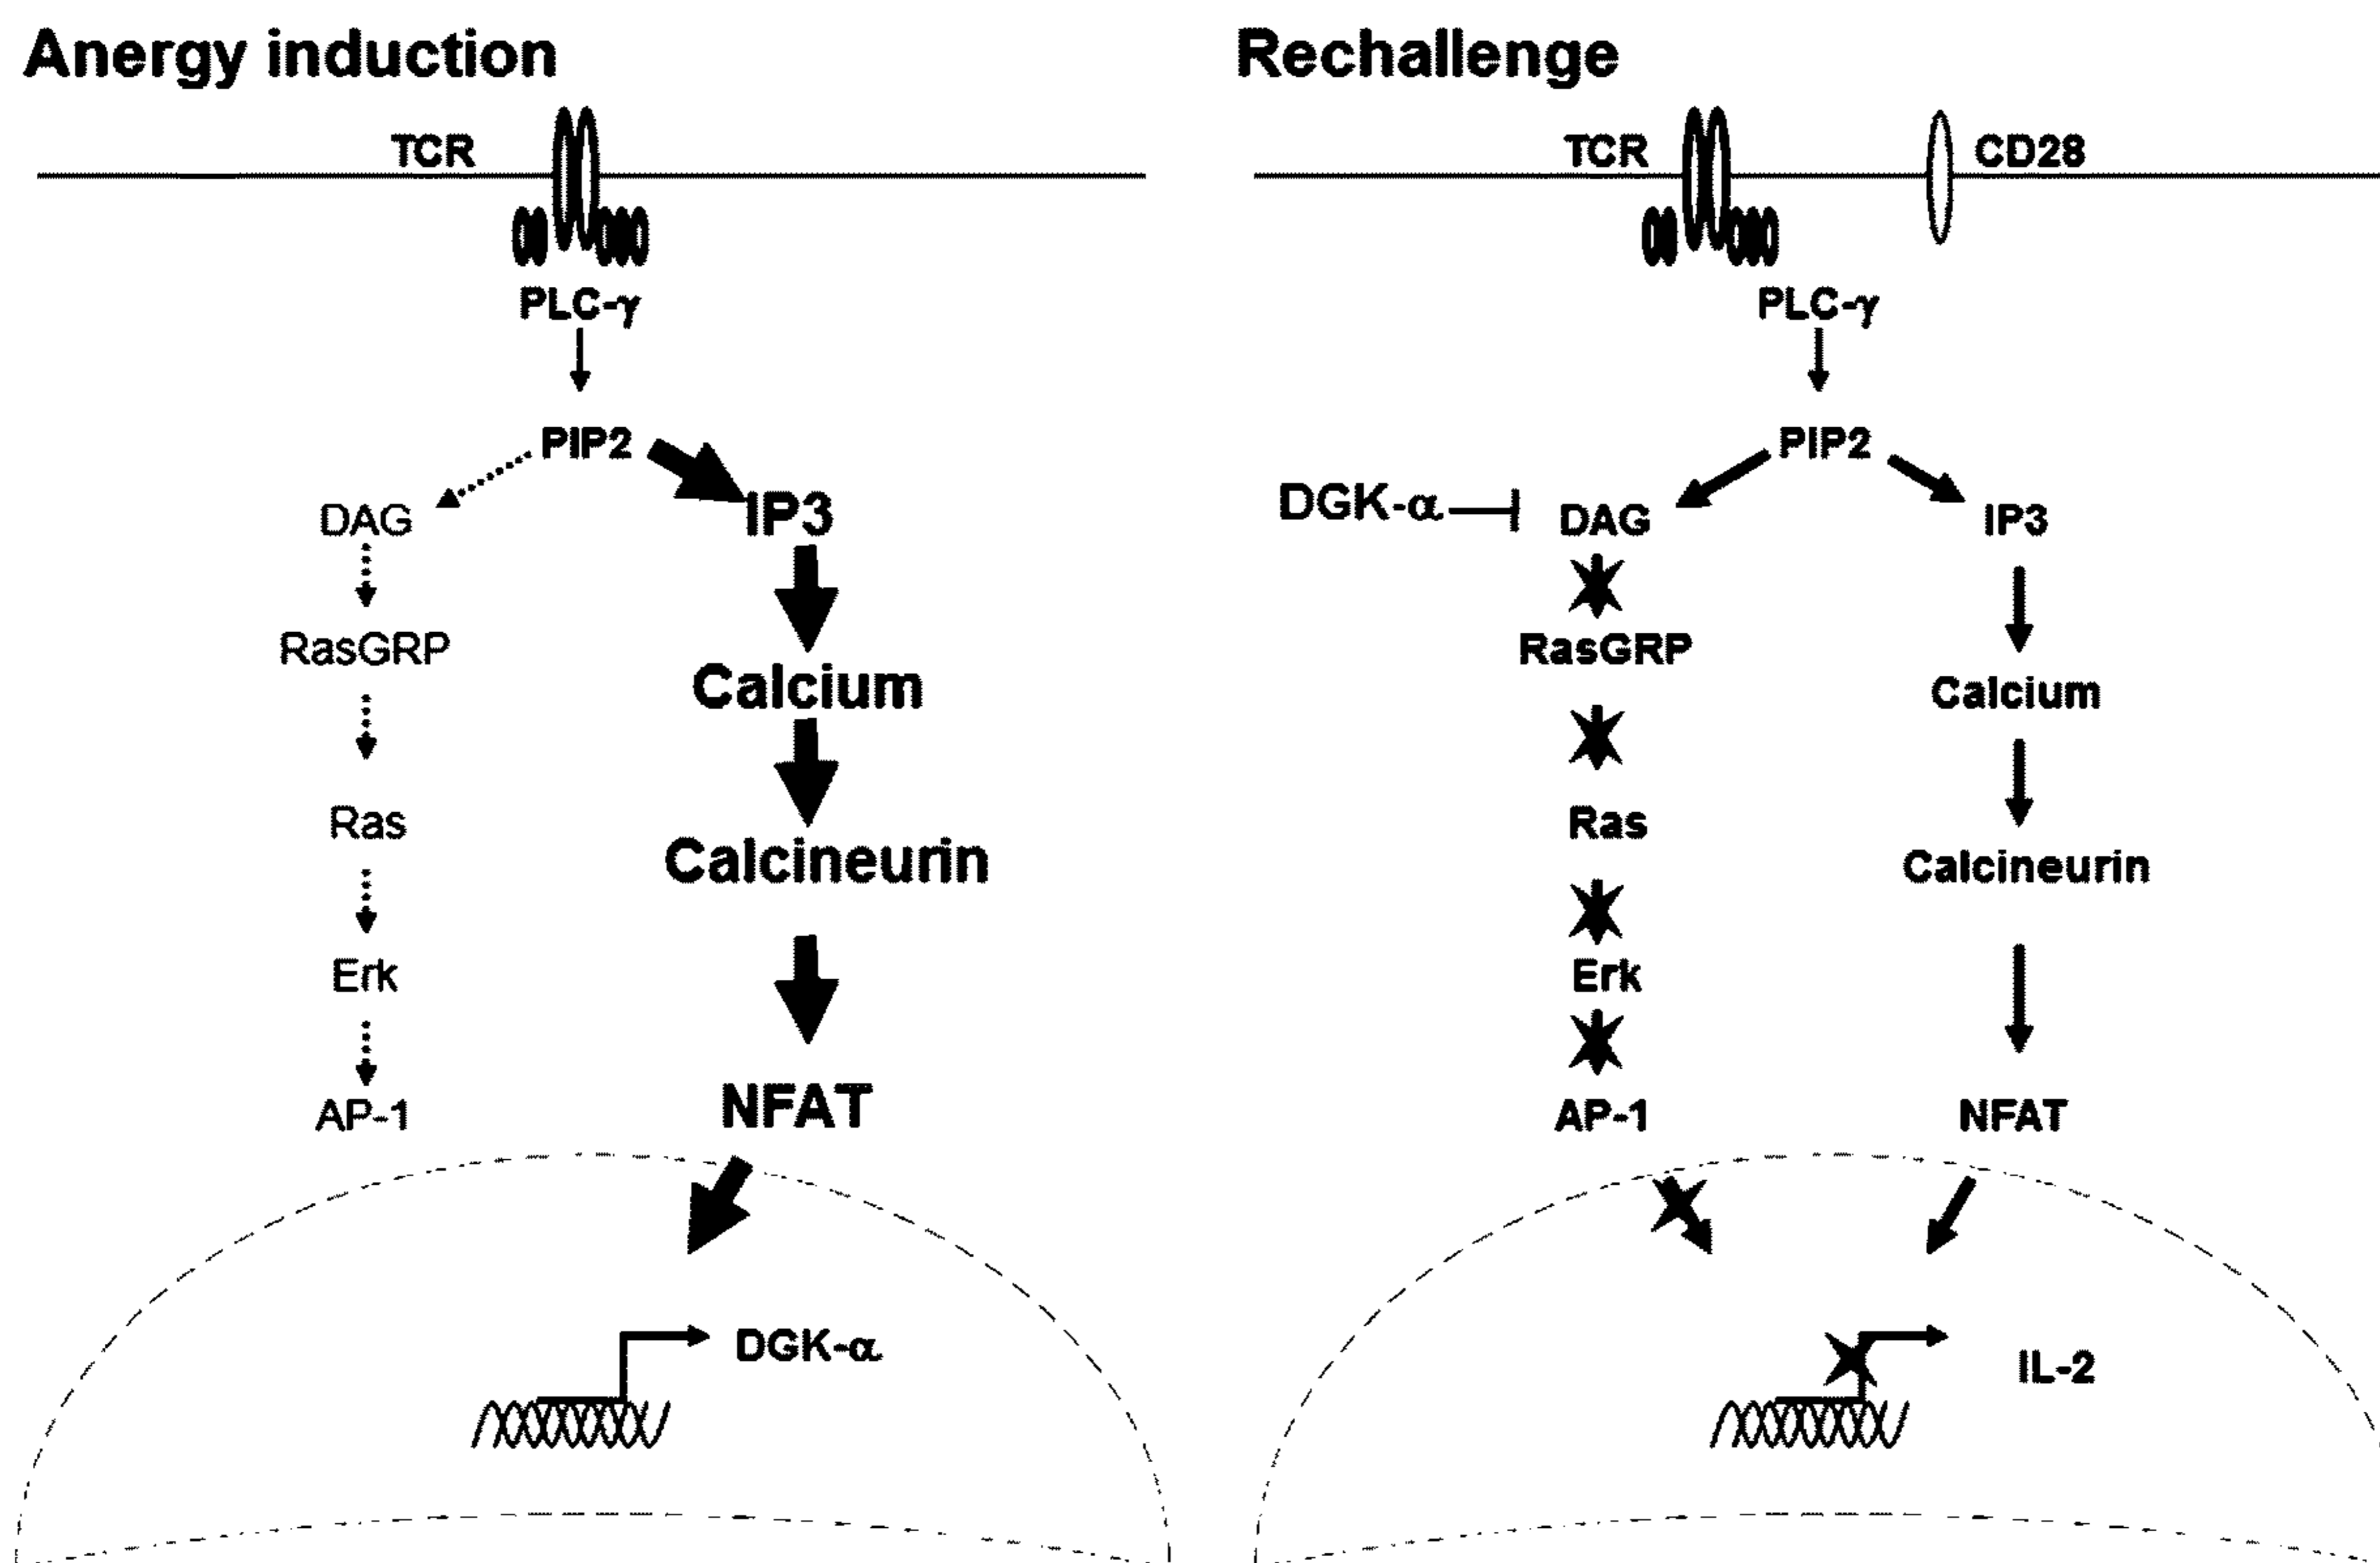 Anergy induction
TCR
PLC-γ
PIP2
DAG
IP3
RasGRP
Calcium
Ras
Calcineurin
Erk
AP-1
NFAT
DGK-α
Rechallenge
TCR
CD28
PLC-γ
PIP2
DGK-α
DAG
IP3
RasGRP
Calcium
Ras
Calcineurin
Erk
AP-1
NFAT
IL-2